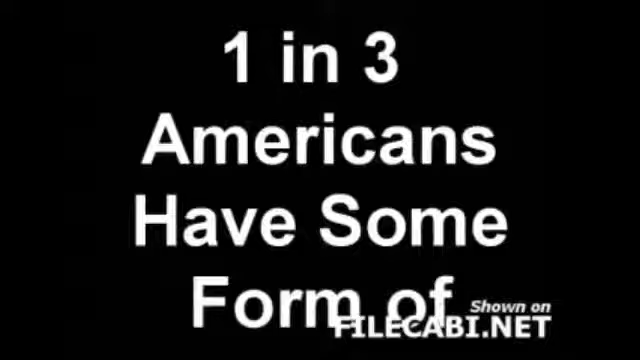 1 in 3
Americans
Have Some
Form of
Shown on
FILECABI.NET